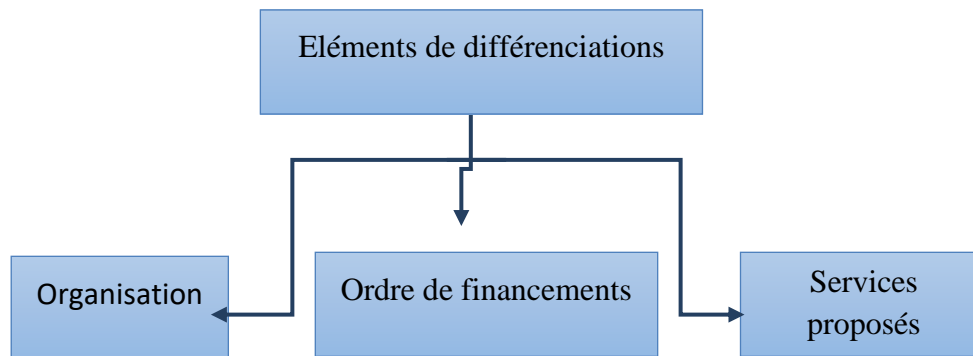 Eléments de différenciations
Organisation
Ordre de financements
Services
proposés